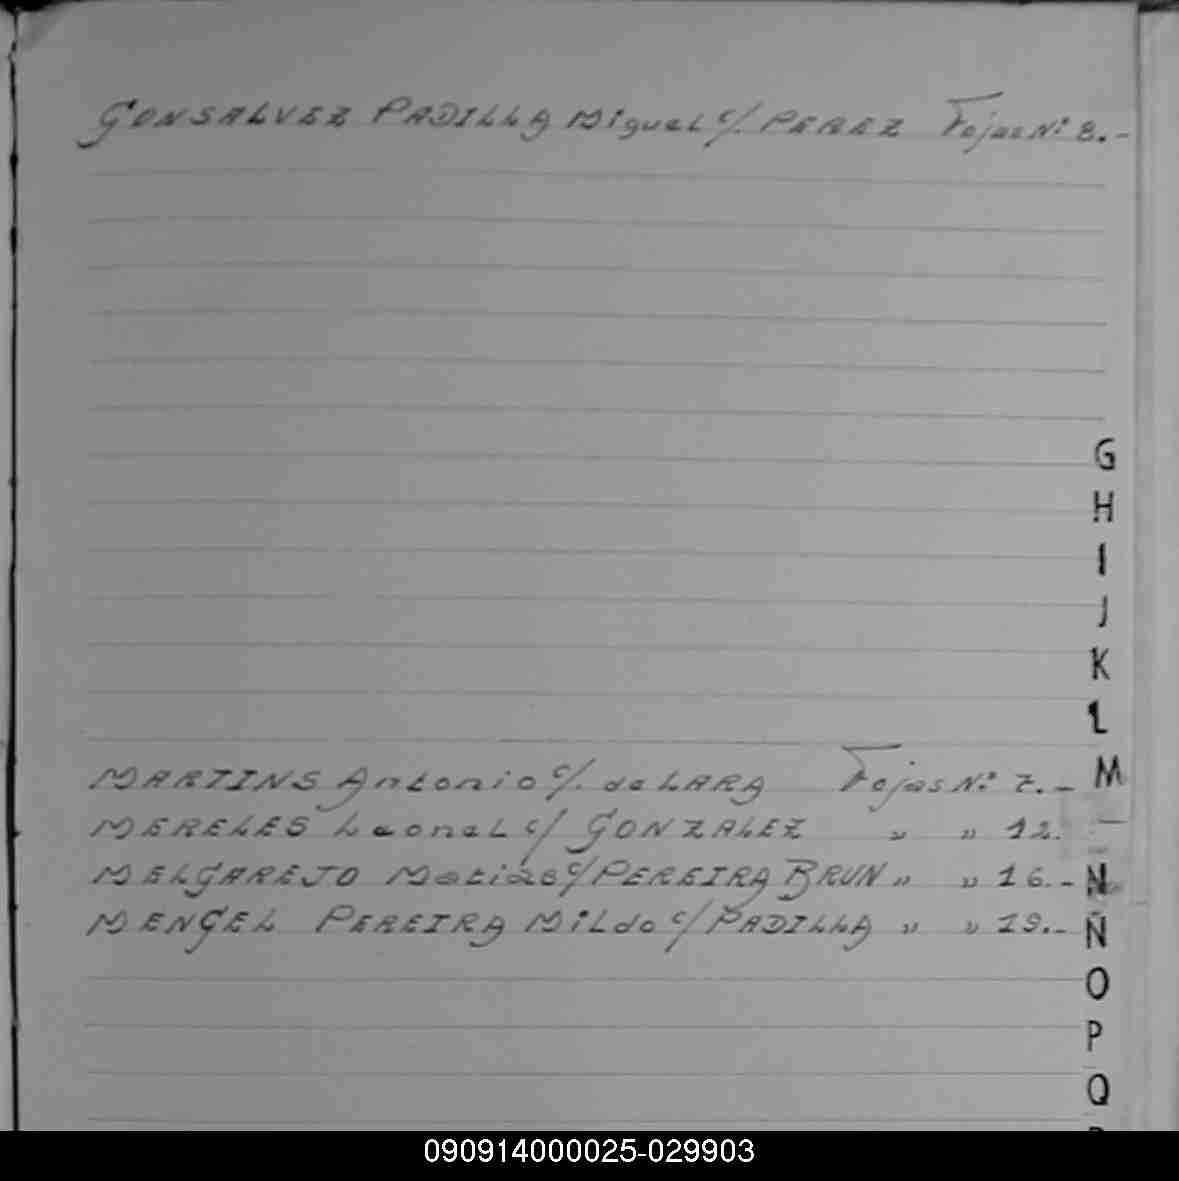 GONSALVEZ PADILLA Miguel c/. PEREZ Fojas Nº 8.-
G
H
I
J
K
L
MARTINS Antonio c/. de LARA Fojas Nº 7.- M
MERELES Leonel c/ GONZALEZ " " 12.-
MELGAREJO Matias c/ PEREIRA BRUN " " 16.- N
MENGEL PEREIRA MiLdo c/ PADILLA " " 19.- Ñ
O
P
Q
090914000025-029903